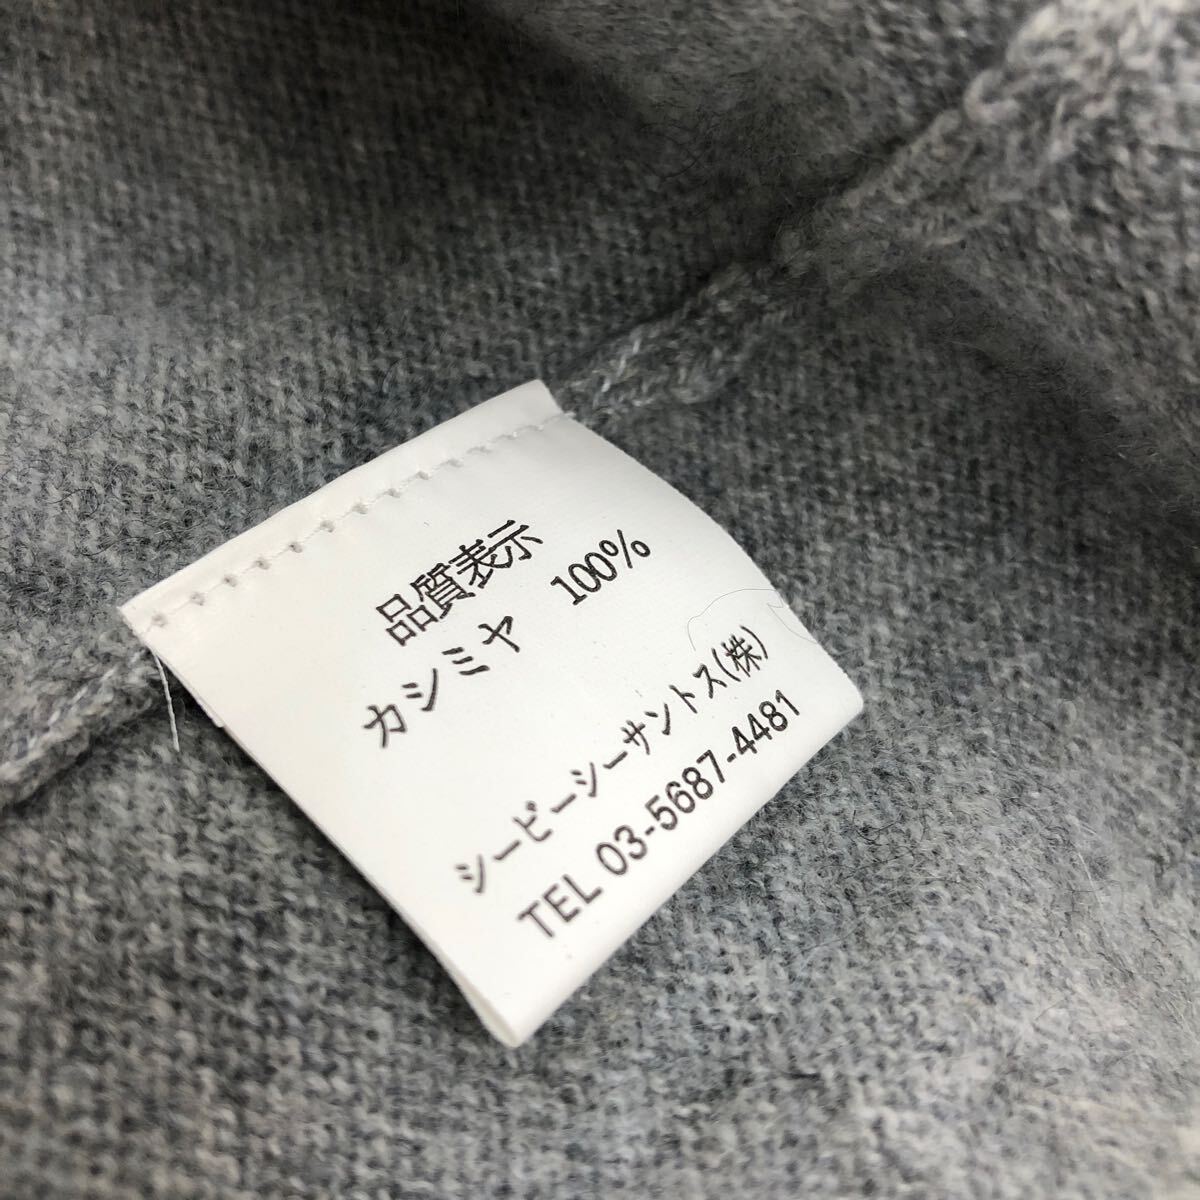 品質表示
カシミヤ 100%
シーピーシーサントス(株)
TEL 03-5687-4481